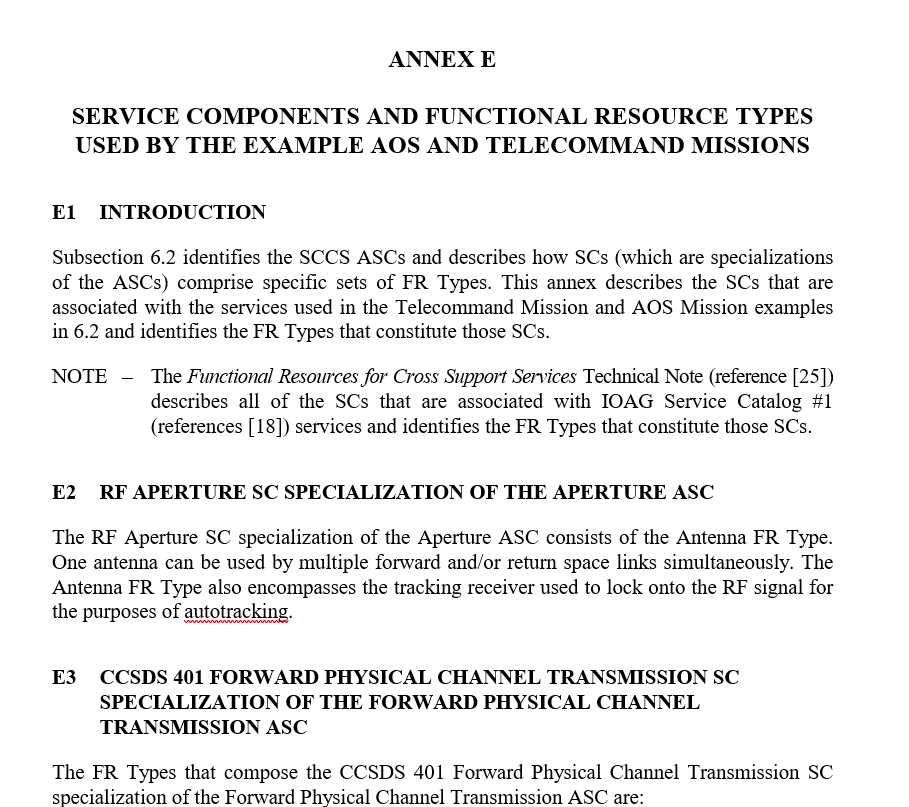 ANNEX E
SERVICE COMPONENTS AND FUNCTIONAL RESOURCE TYPES
USED BY THE EXAMPLE AOS AND TELECOMMAND MISSIONS
E1 INTRODUCTION
Subsection 6.2 identifies the SCCS ASCs and describes how SCs (which are specializations
of the ASCs) comprise specific sets of FR Types. This annex describes the SCs that are
associated with the services used in the Telecommand Mission and AOS Mission examples
in 6.2 and identifies the FR Types that constitute those SCs.
NOTE – The Functional Resources for Cross Support Services Technical Note (reference [25])
describes all of the SCs that are associated with IOAG Service Catalog #1
(references [18]) services and identifies the FR Types that constitute those SCs.
E2 RF APERTURE SC SPECIALIZATION OF THE APERTURE ASC
The RF Aperture SC specialization of the Aperture ASC consists of the Antenna FR Type.
One antenna can be used by multiple forward and/or return space links simultaneously. The
Antenna FR Type also encompasses the tracking receiver used to lock onto the RF signal for
the purposes of autotracking.
E3 CCSDS 401 FORWARD PHYSICAL CHANNEL TRANSMISSION SC
SPECIALIZATION OF THE FORWARD PHYSICAL CHANNEL
TRANSMISSION ASC
The FR Types that compose the CCSDS 401 Forward Physical Channel Transmission SC
specialization of the Forward Physical Channel Transmission ASC are: